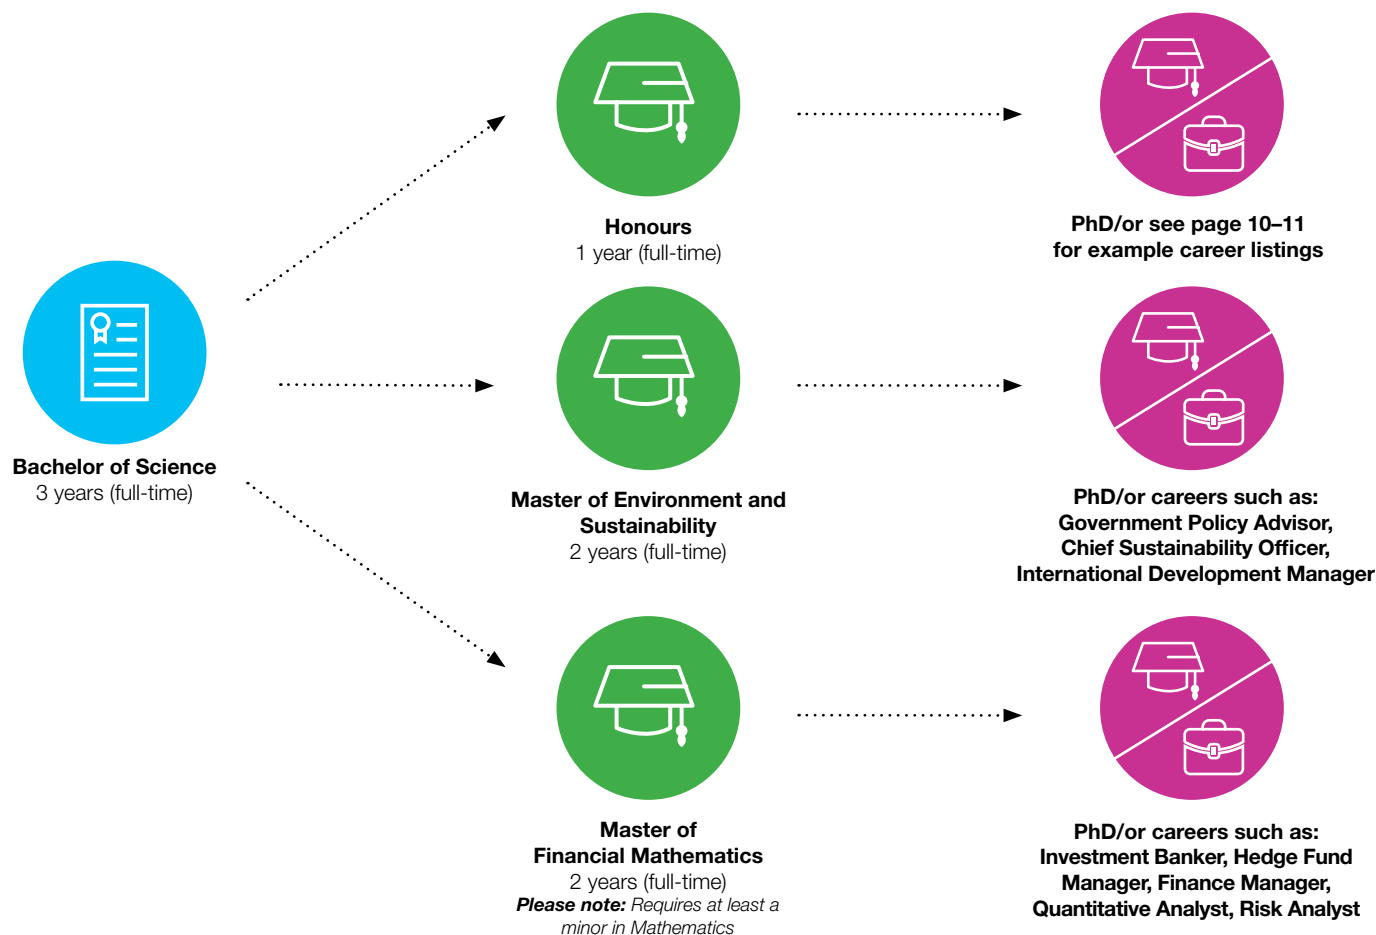 Honours
1 year (full-time)
PhD/or see page 10–11
for example career listings
Bachelor of Science
3 years (full-time)
Master of Environment and
Sustainability
2 years (full-time)
PhD/or careers such as:
Government Policy Advisor,
Chief Sustainability Officer,
International Development Manager
Master of
Financial Mathematics
2 years (full-time)
Please note: Requires at least a
minor in Mathematics
PhD/or careers such as:
Investment Banker, Hedge Fund
Manager, Finance Manager,
Quantitative Analyst, Risk Analyst